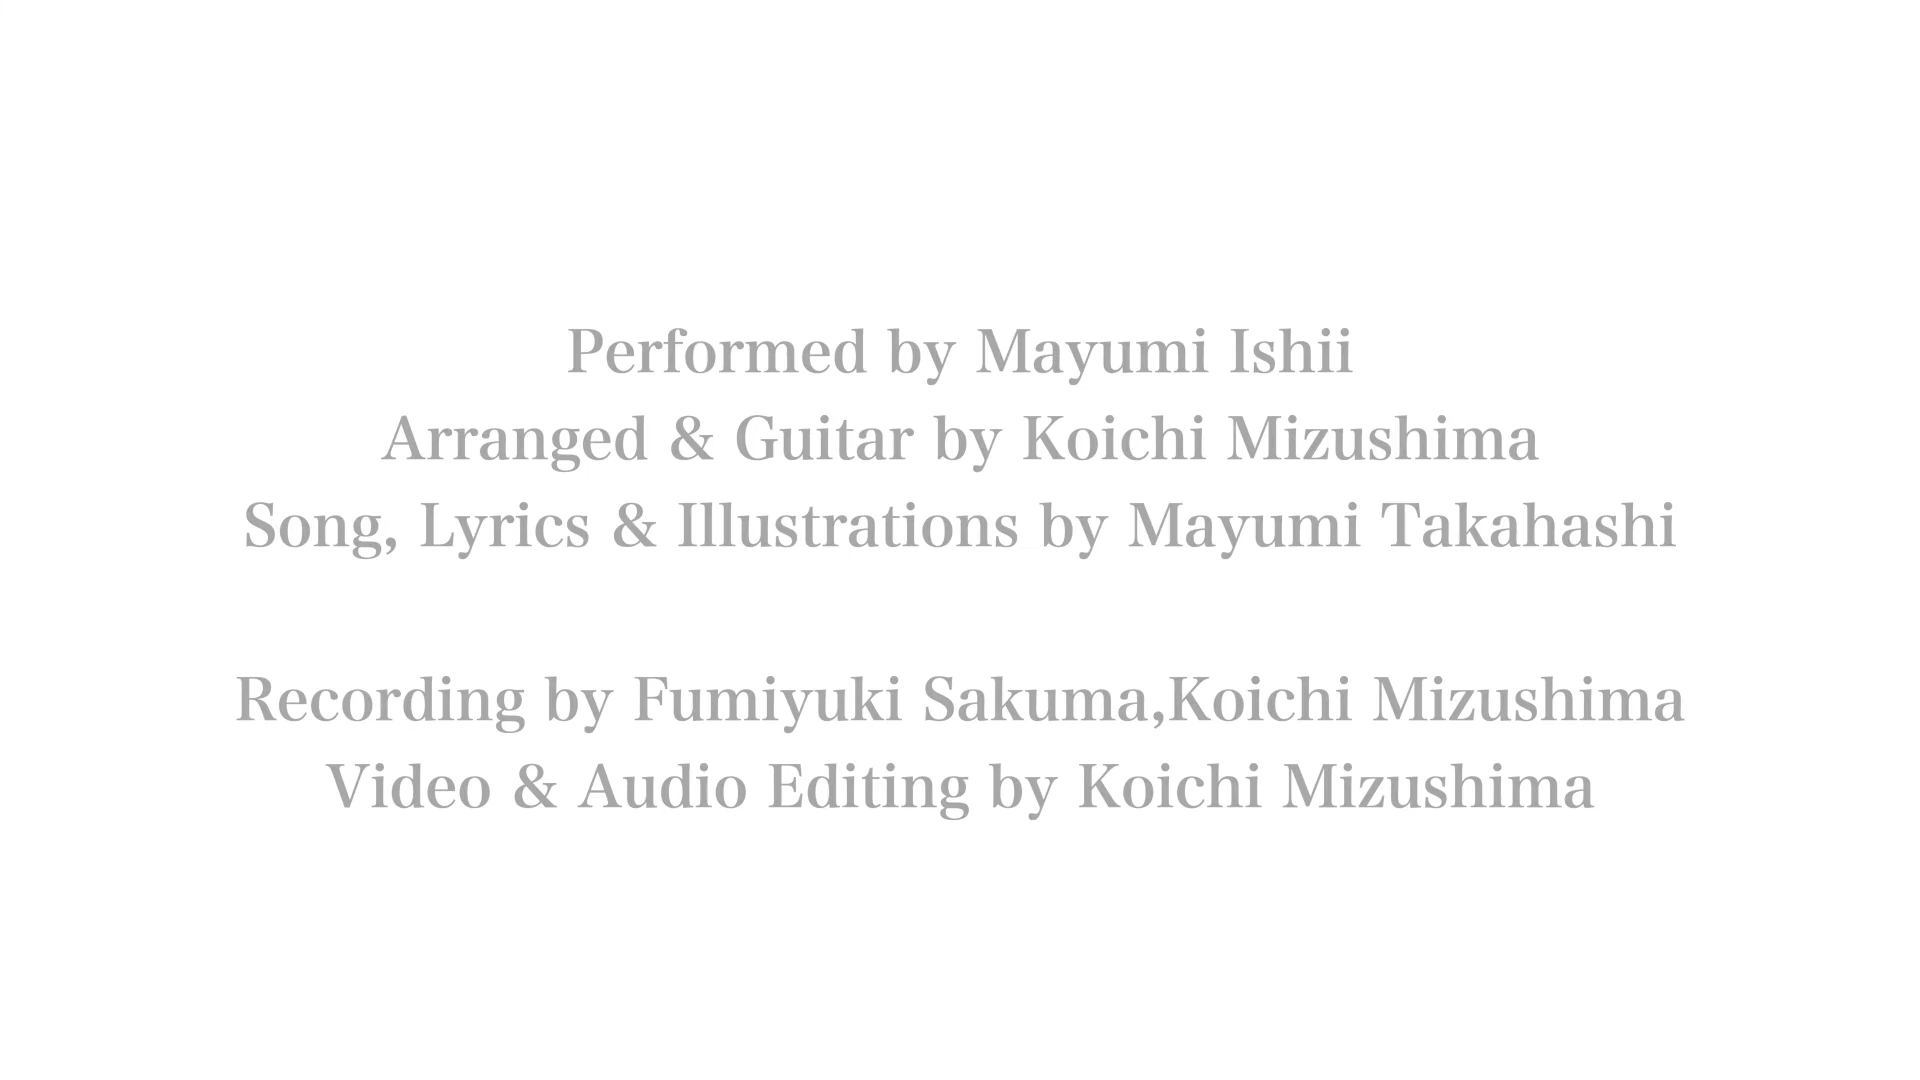 Performed by Mayumi Ishii
Arranged & Guitar by Koichi Mizushima
Song, Lyrics & Illustrations by Mayumi Takahashi
Recording by Fumiyuki Sakuma,Koichi Mizushima
Video & Audio Editing by Koichi Mizushima